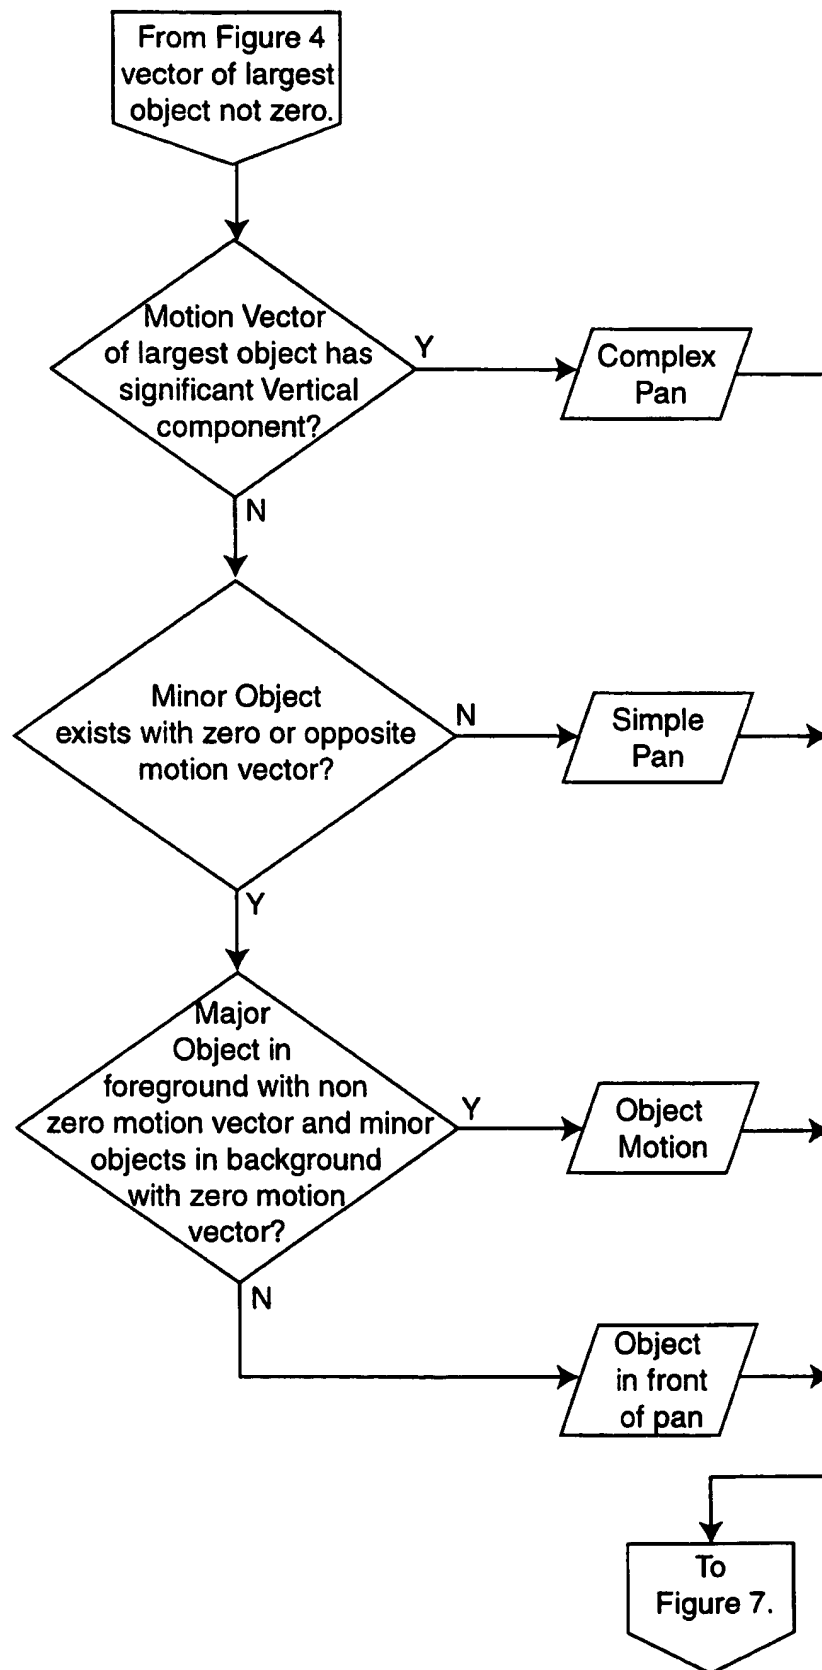 From Figure 4
vector of largest
object not zero.
Motion Vector
of largest object has
significant Vertical
component?
Y
Complex
Pan
N
Minor Object
exists with zero or opposite
motion vector?
N
Simple
Pan
Y
Major
Object in
foreground with non
zero motion vector and minor
objects in background
with zero motion
vector?
Y
Object
Motion
N
Object
in front
of pan
To
Figure 7.